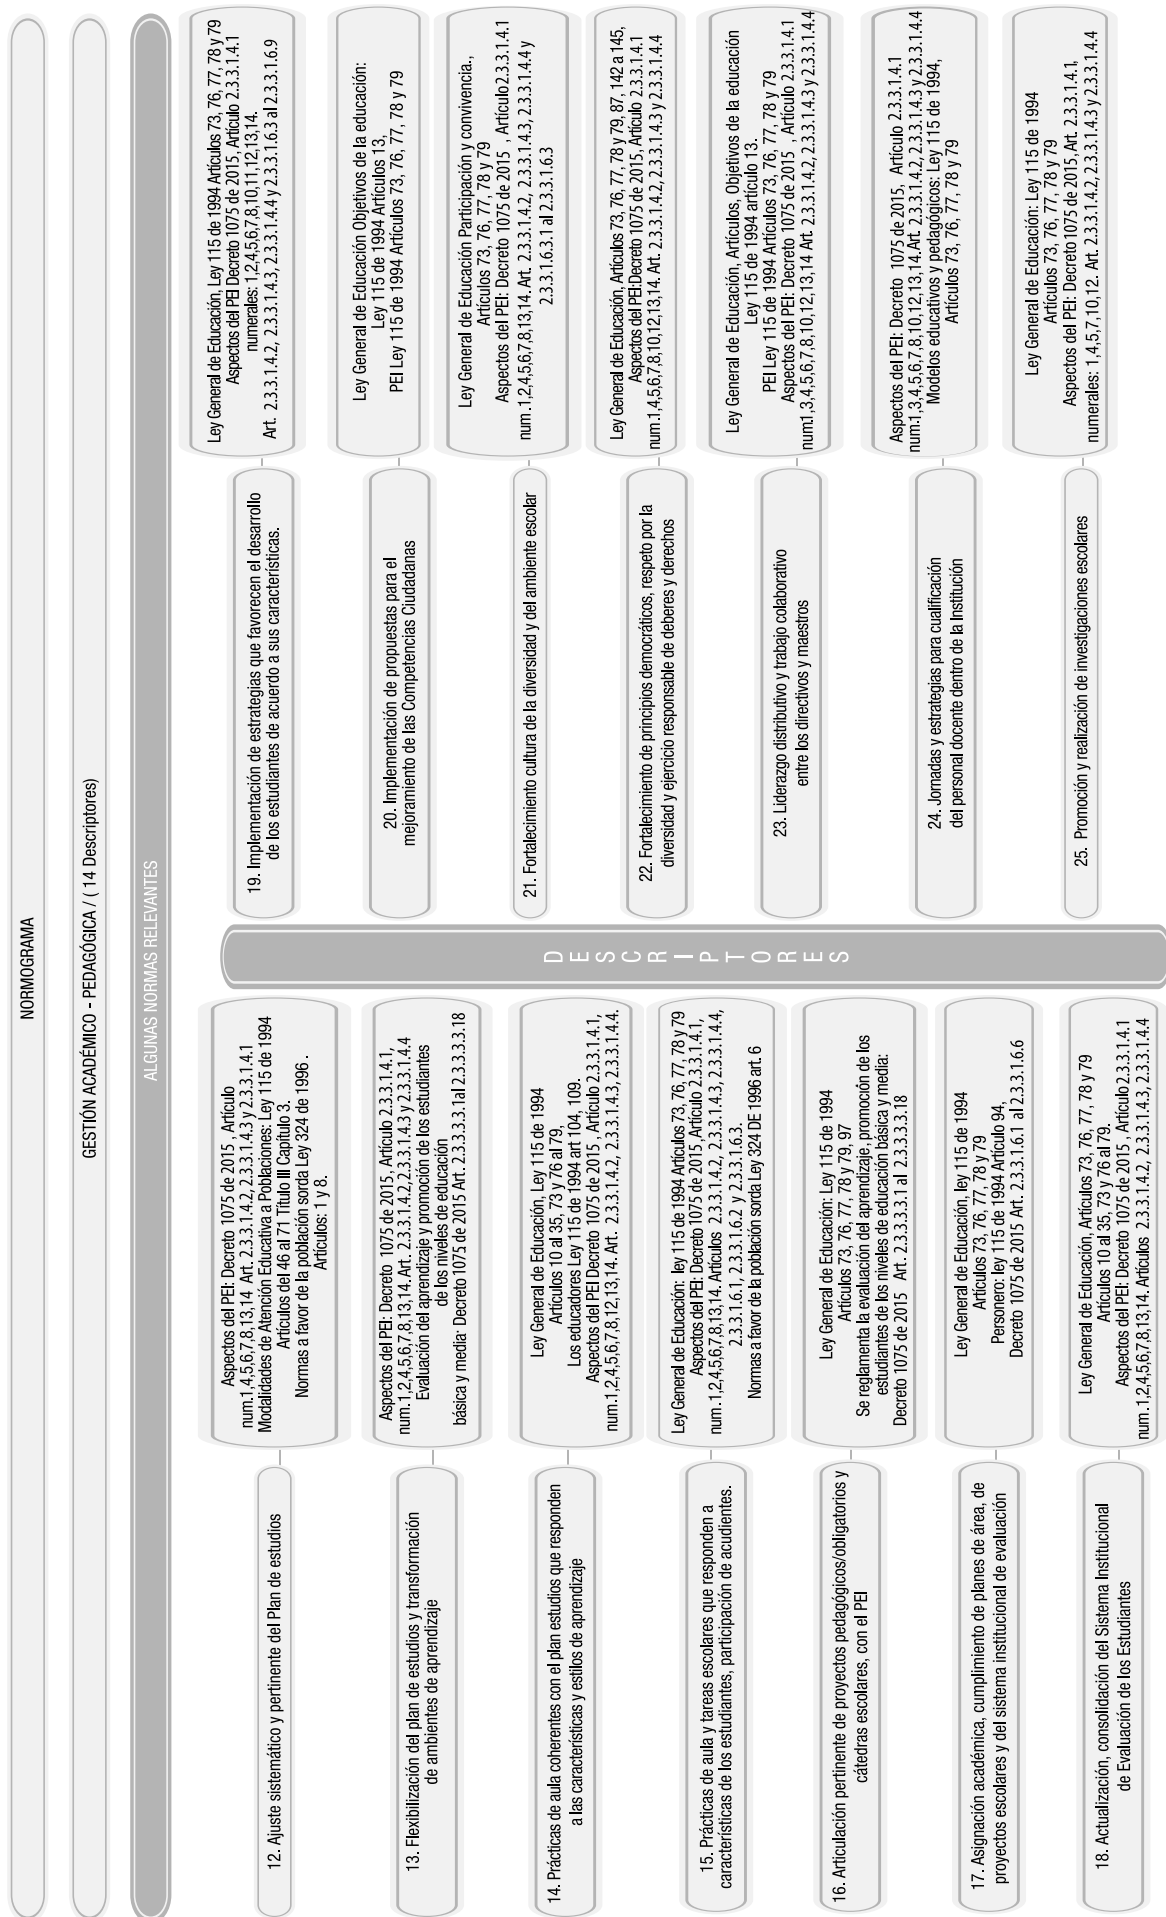 NORMOGRAMA
GESTIÓN ACADÉMICO - PEDAGÓGICA / ( 14 Descriptores)
ALGUNAS NORMAS RELEVANTES
12. Ajuste sistemático y pertinente del Plan de estudios
Aspectos del PEI: Decreto 1075 de 2015 , Artículo
num.1,4,5,6,7,8,13,14 Art. 2.3.3.1.4.2, 2.3.3.1.4.3 y 2.3.3.1.4.1
Modalidades de Atención Educativa a Poblaciones: Ley 115 de 1994
Artículos del 46 al 71 Título III Capítulo 3.
Normas a favor de la población sorda Ley 324 de 1996 .
Artículos: 1 y 8.
13. Flexibilización del plan de estudios y transformación
de ambientes de aprendizaje
Aspectos del PEI: Decreto 1075 de 2015, Artículo 2.3.3.1.4.1,
num.1,2,4,5,6,7,8,13,14. Art. 2.3.3.1.4.2,2.3.3.1.4.3 y 2.3.3.1.4.4
Evaluación del aprendizaje y promoción de los estudiantes
de los niveles de educación
básica y media: Decreto 1075 de 2015 Art. 2.3.3.3.3.1al 2.3.3.3.3.18
14. Prácticas de aula coherentes con el plan estudios que responden
a las características y estilos de aprendizaje
Ley General de Educación, Ley 115 de 1994
Artículos 10 al 35, 73 y 76 al 79,
Los educadores Ley 115 de 1994 art 104, 109.
Aspectos del PEI Decreto 1075 de 2015 , Artículo 2.3.3.1.4.1,
num.1,2,4,5,6,7,8,12,13,14. Art. 2.3.3.1.4.2, 2.3.3.1.4.3, 2.3.3.1.4.4.
15. Prácticas de aula y tareas escolares que responden a
características de los estudiantes, participación de acudientes.
Ley General de Educación: ley 115 de 1994 Artículos 73, 76, 77, 78 y 79
Aspectos del PEI: Decreto 1075 de 2015, Artículo 2.3.3.1.4.1,
num.1,2,4,5,6,7,8,13,14. Artículos 2.3.3.1.4.2, 2.3.3.1.4.3, 2.3.3.1.4.4,
2.3.3.1.6.1, 2.3.3.1.6.2 y 2.3.3.1.6.3.
Normas a favor de la población sorda Ley 324 DE 1996 art. 6
16. Articulación pertinente de proyectos pedagógicos/obligatorios y
cátedras escolares, con el PEI
Ley General de Educación: Ley 115 de 1994
Artículos 73, 76, 77, 78 y 79, 97
Se reglamenta la evaluación del aprendizaje, promoción de los
estudiantes de los niveles de educación básica y media:
Decreto 1075 de 2015 Art. 2.3.3.3.3.1 al 2.3.3.3.3.18
17. Asignación académica, cumplimiento de planes de área, de
proyectos escolares y del sistema institucional de evaluación
Ley General de Educación, ley 115 de 1994
Artículos 73, 76, 77, 78 y 79
Personero: ley 115 de 1994 Artículo 94,
Decreto 1075 de 2015 Art. 2.3.3.1.6.1 al 2.3.3.1.6.6
18. Actualización, consolidación del Sistema Institucional
de Evaluación de los Estudiantes
Ley General de Educación, Artículos 73, 76, 77, 78 y 79
Artículos 10 al 35, 73 y 76 al 79.
Aspectos del PEI: Decreto 1075 de 2015 , Artículo 2.3.3.1.4.1
num.1,2,4,5,6,7,8,13,14. Artículos 2.3.3.1.4.2, 2.3.3.1.4.3, 2.3.3.1.4.4
DESCRIPTORES
19. Implementación de estrategias que favorecen el desarrollo
de los estudiantes de acuerdo a sus características.
Ley General de Educación, Ley 115 de 1994 Artículos 73, 76, 77, 78 y 79
Aspectos del PEI Decreto 1075 de 2015, Artículo 2.3.3.1.4.1
numerales: 1,2,4,5,6,7,8,10,11,12,13,14.
Art. 2.3.3.1.4.2, 2.3.3.1.4.3, 2.3.3.1.4.4 y 2.3.3.1.6.3 al 2.3.3.1.6.9
20. Implementación de propuestas para el
mejoramiento de las Competencias Ciudadanas
Ley General de Educación Objetivos de la educación:
Ley 115 de 1994 Artículos 13,
PEI Ley 115 de 1994 Artículos 73, 76, 77, 78 y 79
21. Fortalecimiento cultura de la diversidad y del ambiente escolar
Ley General de Educación Participación y convivencia.,
Artículos 73, 76, 77, 78 y 79
Aspectos del PEI: Decreto 1075 de 2015 , Artículo 2.3.3.1.4.1
num.1,2,4,5,6,7,8,13,14. Art. 2.3.3.1.4.2, 2.3.3.1.4.3, 2.3.3.1.4.4 y
2.3.3.1.6.3.1 al 2.3.3.1.6.3
22. Fortalecimiento de principios democráticos, respeto por la
diversidad y ejercicio responsable de deberes y derechos
Ley General de Educación, Artículos 73, 76, 77, 78 y 79, 87, 142 a 145,
Aspectos del PEI:Decreto 1075 de 2015, Artículo 2.3.3.1.4.1
num.1,4,5,6,7,8,10,12,13,14. Art. 2.3.3.1.4.2, 2.3.3.1.4.3 y 2.3.3.1.4.4
23. Liderazgo distributivo y trabajo colaborativo
entre los directivos y maestros
Ley General de Educación, Artículos, Objetivos de la educación
Ley 115 de 1994 artículo 13.
PEI Ley 115 de 1994 Artículos 73, 76, 77, 78 y 79
Aspectos del PEI: Decreto 1075 de 2015 , Artículo 2.3.3.1.4.1
num1,3,4,5,6,7,8,10,12,13,14 Art. 2.3.3.1.4.2, 2.3.3.1.4.3 y 2.3.3.1.4.4
24. Jornadas y estrategias para cualificación
del personal docente dentro de la Institución
Aspectos del PEI: Decreto 1075 de 2015, Artículo 2.3.3.1.4.1
num:1,3,4,5,6,7,8,10,12,13,14.Art. 2.3.3.1.4.2, 2.3.3.1.4.3 y 2.3.3.1.4.4
Modelos educativos y pedagógicos: Ley 115 de 1994,
Artículos 73, 76, 77, 78 y 79
25. Promoción y realización de investigaciones escolares
Ley General de Educación: Ley 115 de 1994
Artículos 73, 76, 77, 78 y 79
Aspectos del PEI: Decreto 1075 de 2015, Art. 2.3.3.1.4.1,
numerales: 1,4,5,7,10,12. Art. 2.3.3.1.4.2, 2.3.3.1.4.3 y 2.3.3.1.4.4